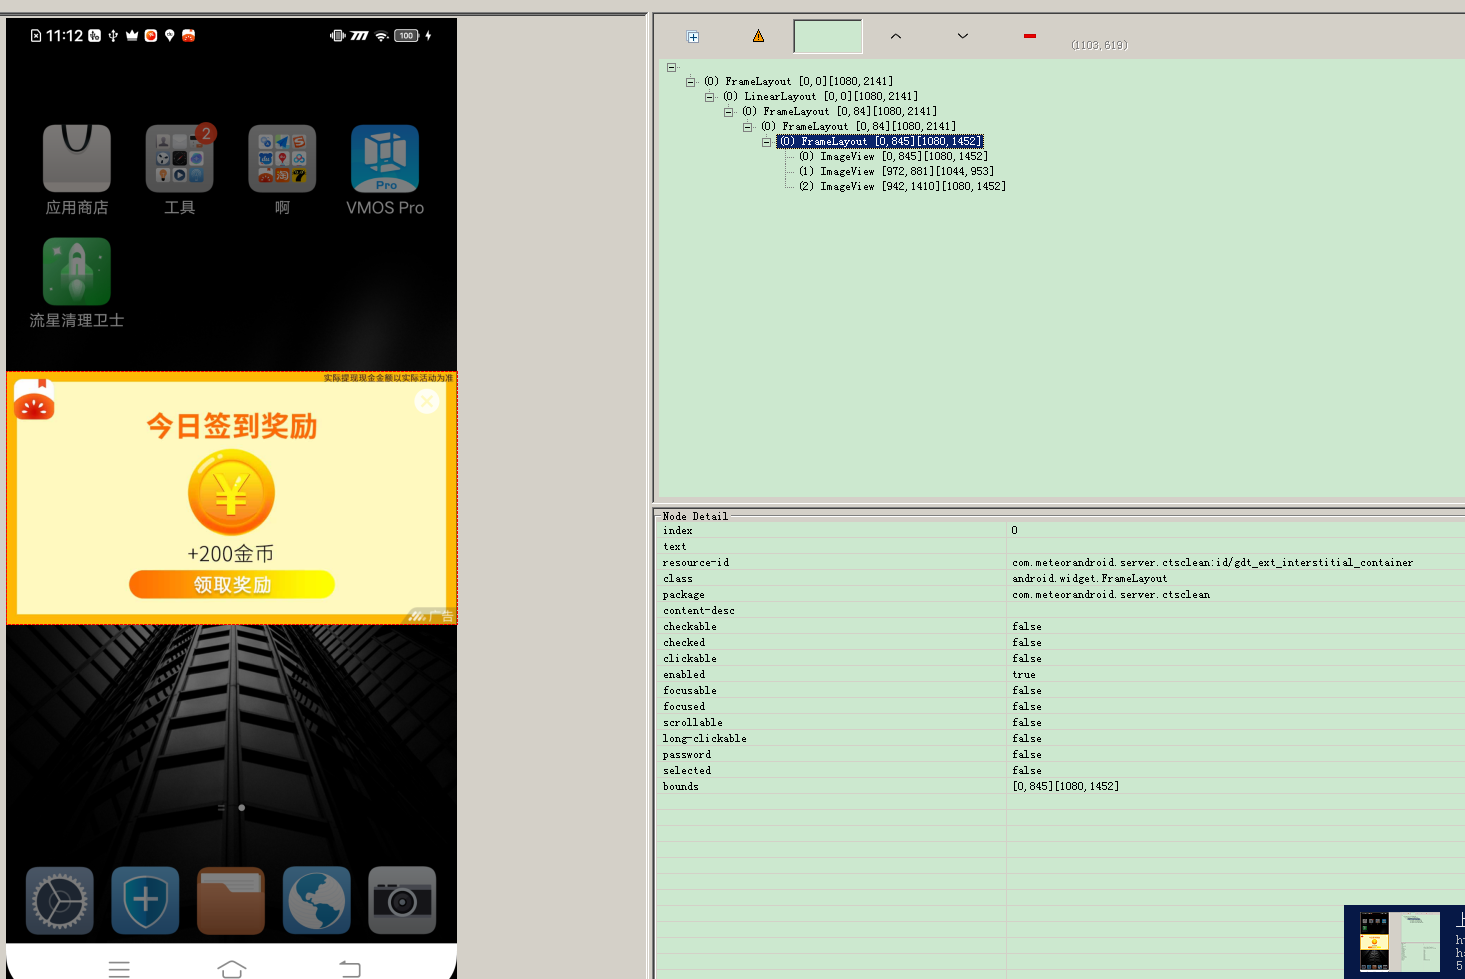 11:12
100
2
应用商店
工具
啊
Pro
VMOS Pro
流星清理卫士
实际提现现金金额以实际活动为准
今日签到奖励
¥
+200金币
领取奖励
广告
(1103,619)
(0) FrameLayout [0,0][1080,2141]
(0) LinearLayout [0,0][1080,2141]
(0) FrameLayout [0,84][1080,2141]
(0) FrameLayout [0,84][1080,2141]
(0) FrameLayout [0,845][1080,1452]
(0) ImageView [0,845][1080,1452]
(1) ImageView [972,881][1044,953]
(2) ImageView [942,1410][1080,1452]
Node Detail
index 0
text
resource-id com.meteorandroid.server.ctsclean:id/gdt_ext_interstitial_container
class android.widget.FrameLayout
package com.meteorandroid.server.ctsclean
content-desc
checkable false
checked false
clickable false
enabled true
focusable false
focused false
scrollable false
long-clickable false
password false
selected false
bounds [0,845][1080,1452]